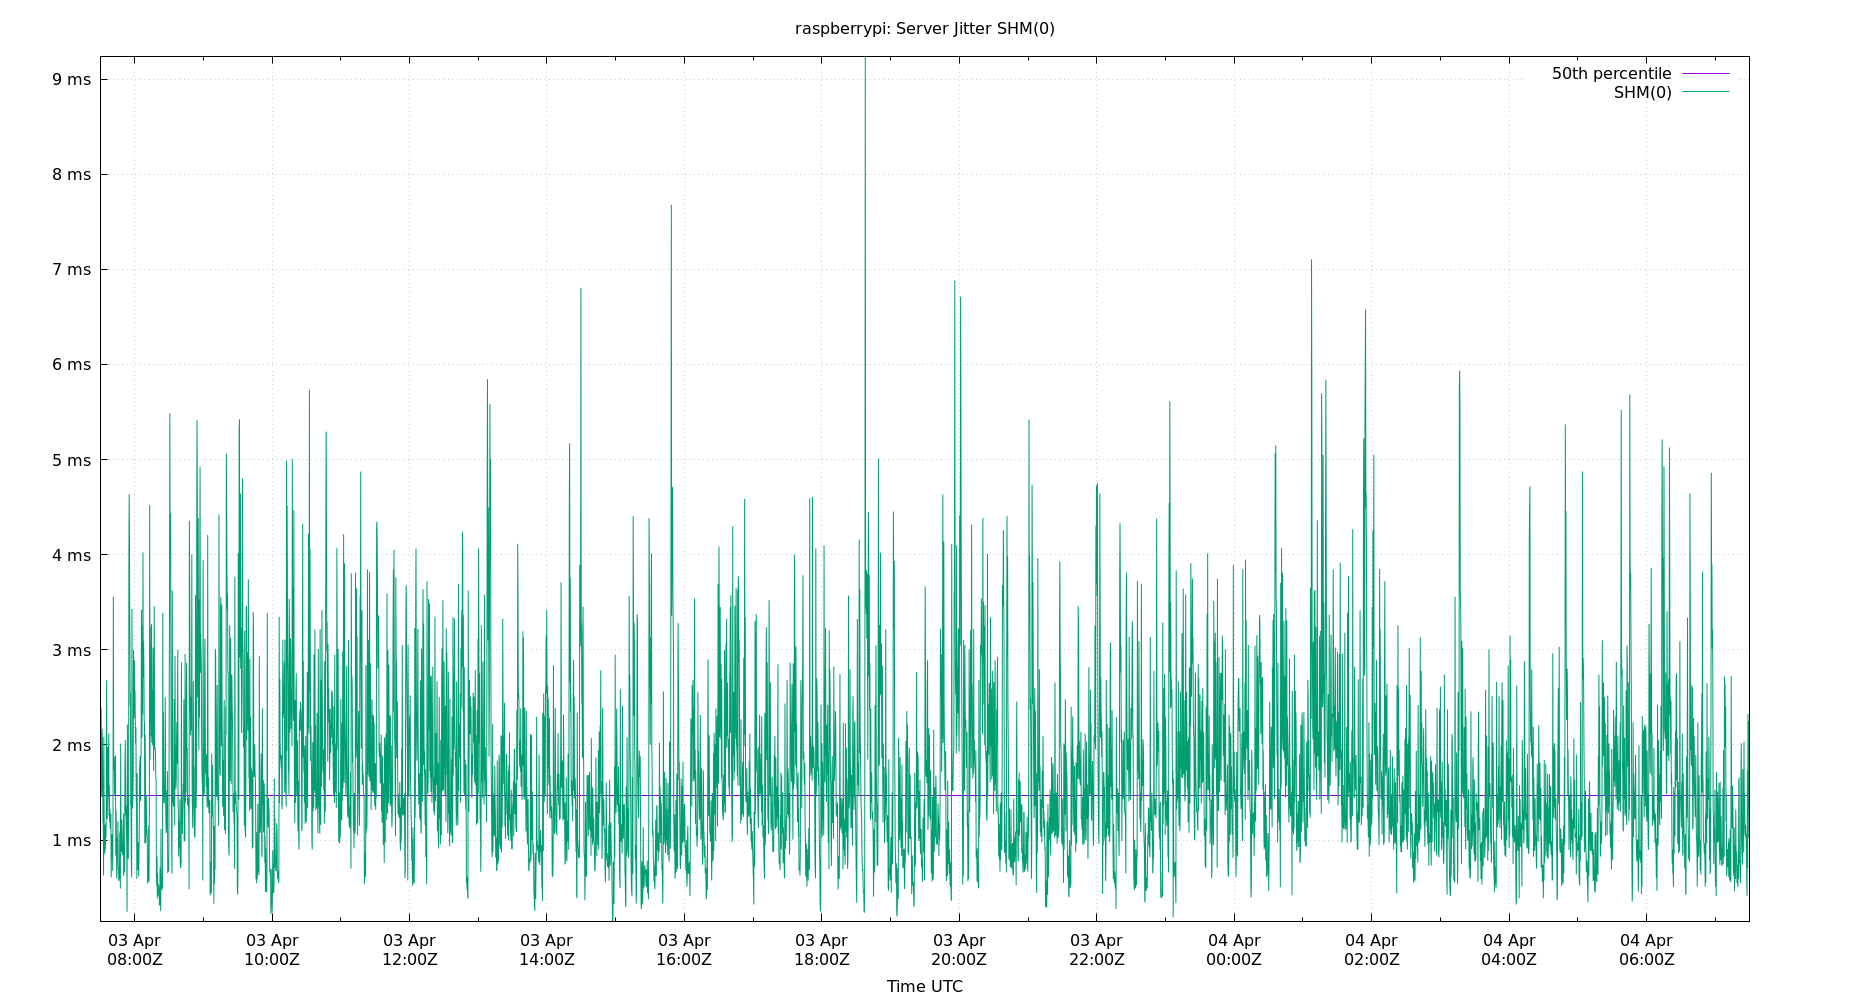 raspberrypi: Server Jitter SHM(0)
50th percentile
SHM(0)
9 ms
8 ms
7 ms
6 ms
5 ms
4 ms
3 ms
2 ms
1 ms
03 Apr 03 Apr 03 Apr 03 Apr 03 Apr 03 Apr 03 Apr 03 Apr 04 Apr 04 Apr 04 Apr 04 Apr
08:00Z 10:00Z 12:00Z 14:00Z 16:00Z 18:00Z 20:00Z 22:00Z 00:00Z 02:00Z 04:00Z 06:00Z
Time UTC